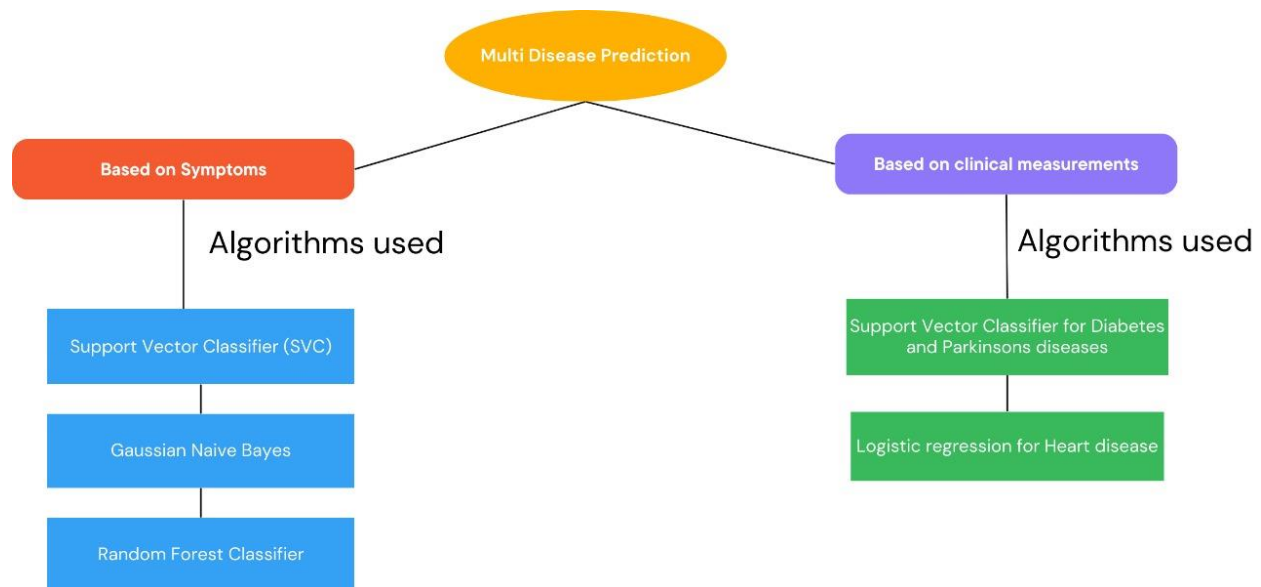 Multi Disease Prediction
Based on Symptoms
Algorithms used
Support Vector Classifier (SVC)
Gaussian Naive Bayes
Random Forest Classifier
Based on clinical measurements
Algorithms used
Support Vector Classifier for Diabetes
and Parkinsons diseases
Logistic regression for Heart disease